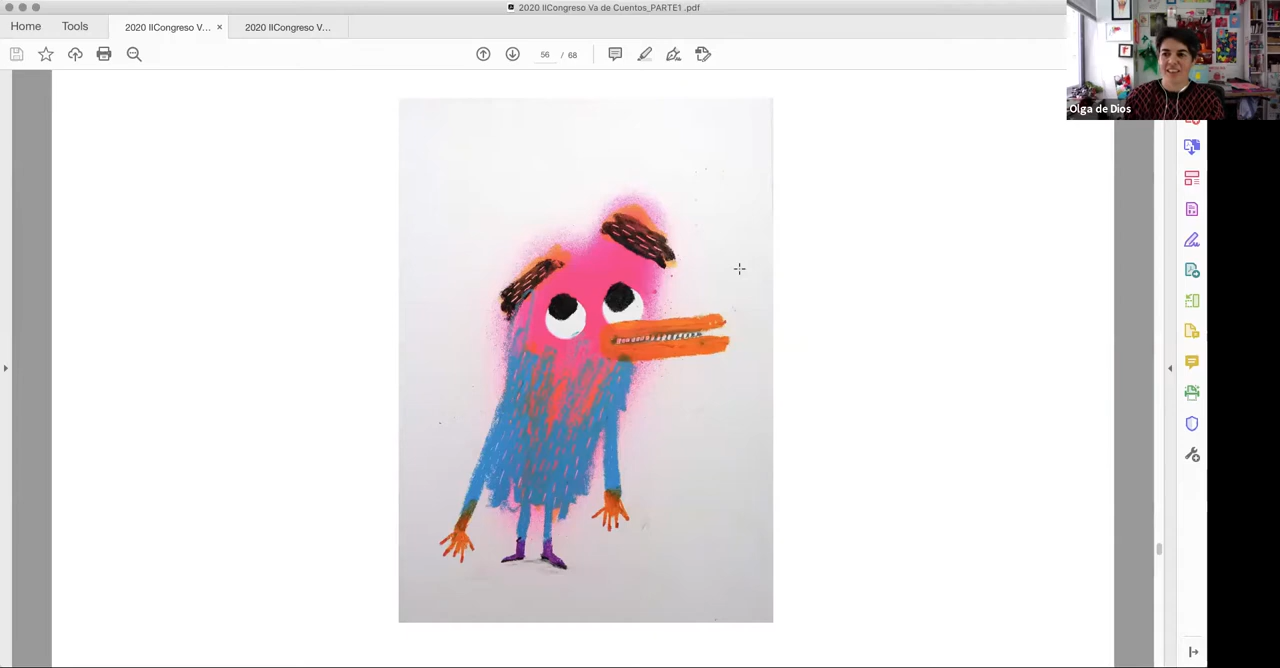 2020 IICongreso Va de Cuentos_PARTE1 .pdf
Home
Tools
2020 IICongreso V... ×
2020 IICongreso V...
56 / 68
Olga de Dios